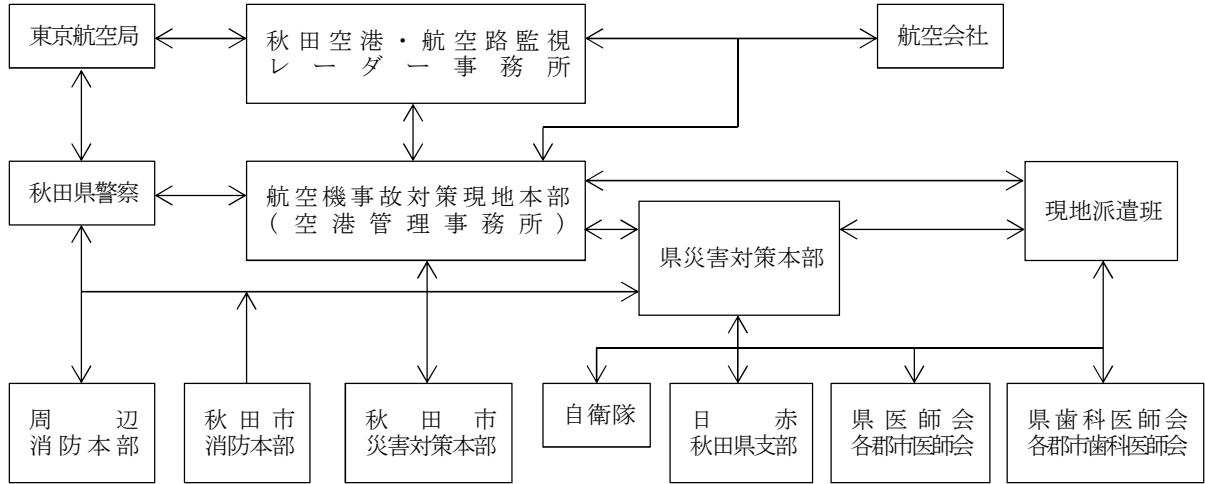 東京航空局
秋田空港・航空路監視
レーダー事務所
航空会社
秋田県警察
航空機事故対策現地本部
(空港管理事務所)
現地派遣班
県災害対策本部
周辺
消防本部
秋田市
消防本部
秋田市
災害対策本部
自衛隊
日赤
秋田県支部
県医師会
各郡市医師会
県歯科医師会
各郡市歯科医師会